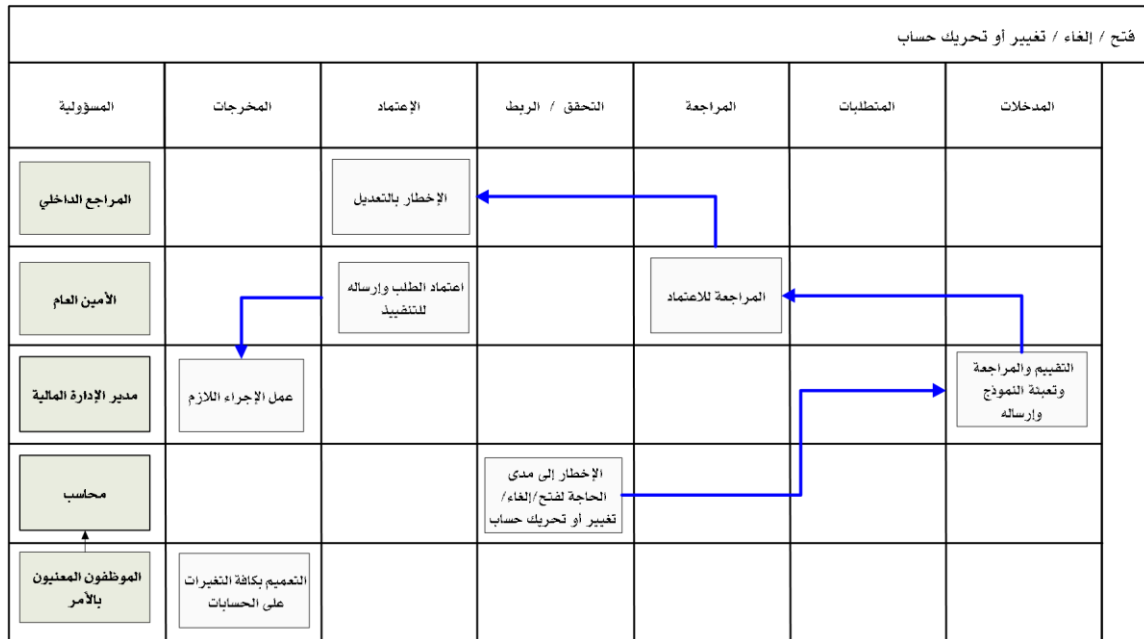 فتح / إلغاء / تغيير أو تحريك حساب
المدخلات
المتطلبات
المراجعة
التحقق / الربط
الإعتماد
المخرجات
المسؤولية
الإخطار بالتعديل
المراجع الداخلي
المراجعة للاعتماد
اعتماد الطلب وإرساله
للتنفييذ
الأمين العام
التقييم والمراجعة
وتعبئة النموذج
وإرساله
عمل الإجراء اللازم
مدير الإدارة المالية
الإخطار إلى مدى
الحاجة لفتح/إلغاء/
تغيير أو تحريك حساب
محاسب
التعميم بكافة التغيرات
على الحسابات
الموظفون المعنيون
بالأمر